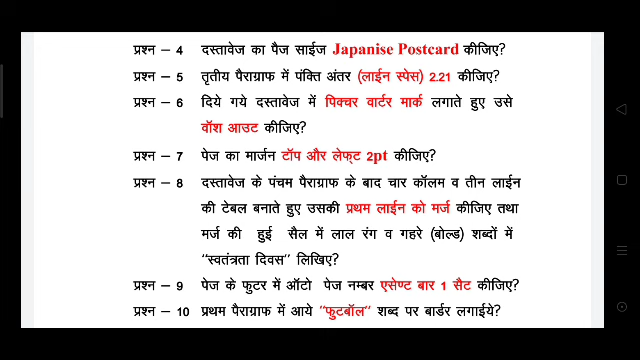 प्रश्न – 4 दस्तावेज का पैज साईज Japanise Postcard कीजिए?
प्रश्न – 5 तृतीय पैराग्राफ में पंक्ति अंतर (लाईन स्पेस) 2.21 कीजिए?
प्रश्न – 6 दिये गये दस्तावेज में पिक्चर वार्टर मार्क लगाते हुए उसे
वॉश आउट कीजिए?
प्रश्न – 7 पेज का मार्जन टॉप और लेफ्ट 2pt कीजिए?
प्रश्न – 8 दस्तावेज के पंचम पैराग्राफ के बाद चार कॉलम व तीन लाईन
की टेबल बनाते हुए उसकी प्रथम लाईन को मर्ज कीजिए तथा
मर्ज की हुई सैल में लाल रंग व गहरे (बोल्ड) शब्दों में
“स्वतंत्रता दिवस” लिखिए?
प्रश्न – 9 पेज के फुटर में ऑटो पेज नम्बर एसेण्ट बार 1 सैट कीजिए?
प्रश्न – 10 प्रथम पैराग्राफ में आये “फुटबॉल” शब्द पर बार्डर लगाईये?